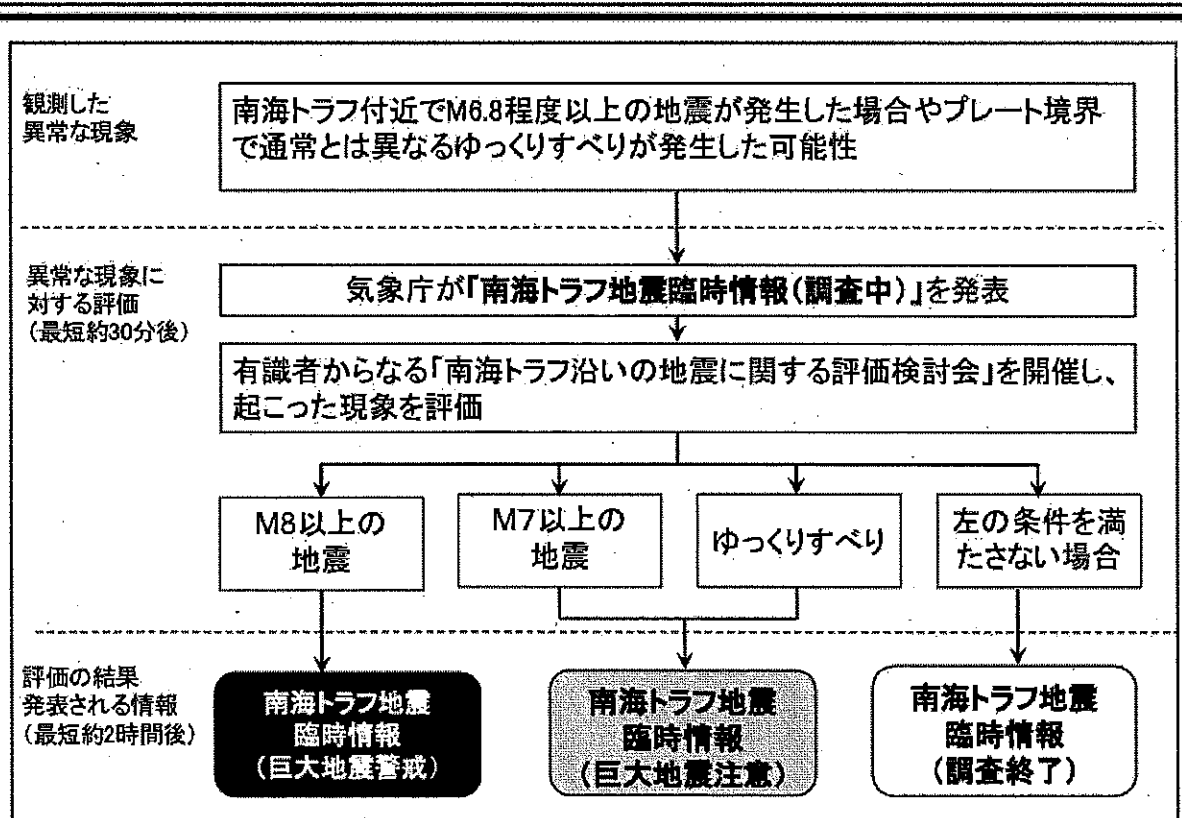 観測した
異常な現象
南海トラフ付近でM6.8程度以上の地震が発生した場合やプレート境界
で通常とは異なるゆっくりすべりが発生した可能性
異常な現象に
対する評価
(最短約30分後)
気象庁が「南海トラフ地震臨時情報(調査中)」を発表
有識者からなる「南海トラフ沿いの地震に関する評価検討会」を開催し、
起こった現象を評価
M8以上の
地震
M7以上の
地震
ゆっくりすべり
左の条件を満
たさない場合
評価の結果
発表される情報
(最短約2時間後)
南海トラフ地震
臨時情報
(巨大地震警戒)
南海トラフ地震
臨時情報
(巨大地震注意)
南海トラフ地震
臨時情報
(調査終了)